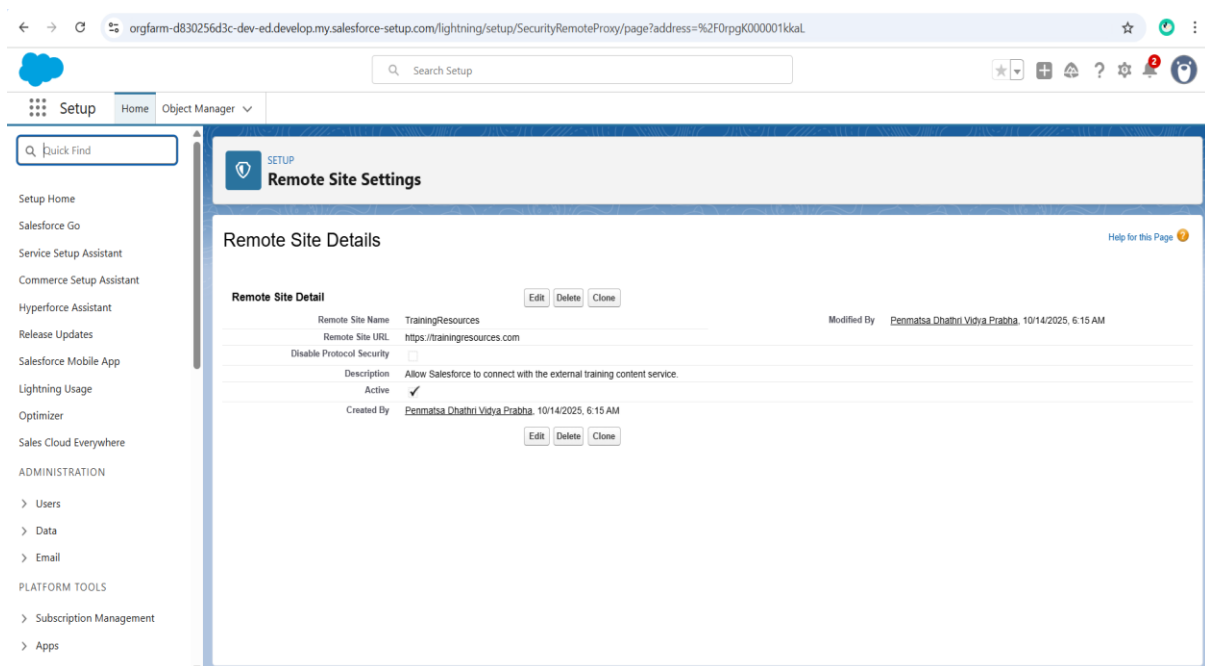 orgfarm-d830256d3c-dev-ed.develop.my.salesforce-setup.com/lightning/setup/SecurityRemoteProxy/page?address=%2F0rpgK000001kkaL
Search Setup
2
Setup Home Object Manager
Quick Find
Setup Home
Salesforce Go
Service Setup Assistant
Commerce Setup Assistant
Hyperforce Assistant
Release Updates
Salesforce Mobile App
Lightning Usage
Optimizer
Sales Cloud Everywhere
ADMINISTRATION
Users
Data
Email
PLATFORM TOOLS
Subscription Management
Apps
SETUP
Remote Site Settings
Remote Site Details
Help for this Page ?
Remote Site Detail Edit Delete Clone
Remote Site Name TrainingResources Modified By Penmatsa Dhathri Vidya Prabha, 10/14/2025, 6:15 AM
Remote Site URL https://trainingresources.com
Disable Protocol Security
Description Allow Salesforce to connect with the external training content service.
Active ✓
Created By Penmatsa Dhathri Vidya Prabha, 10/14/2025, 6:15 AM
Edit Delete Clone